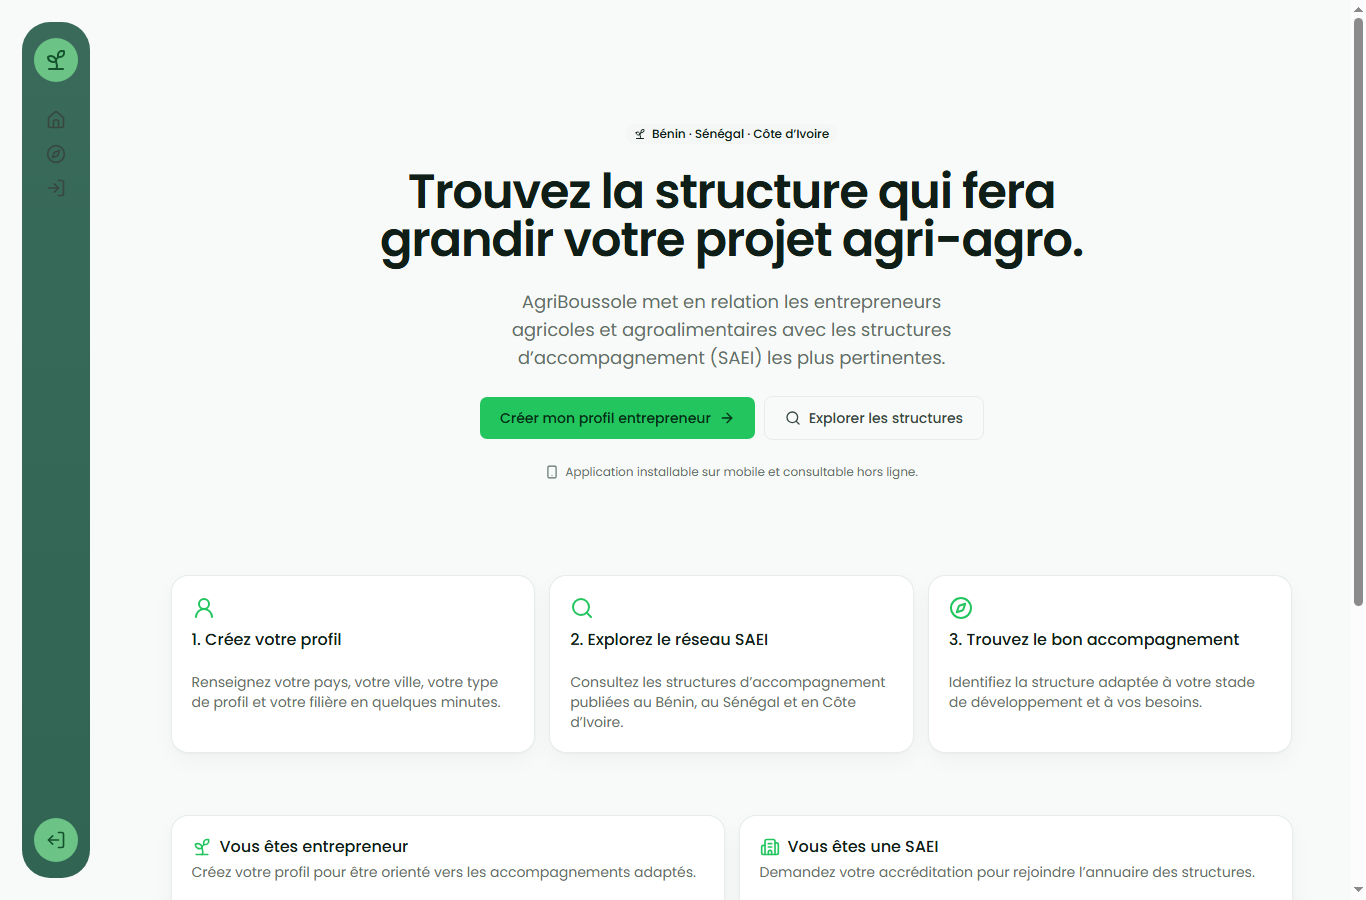 Bénin · Sénégal · Côte d’Ivoire
Trouvez la structure qui fera
grandir votre projet agri-agro.
AgriBoussole met en relation les entrepreneurs
agricoles et agroalimentaires avec les structures
d’accompagnement (SAEI) les plus pertinentes.
Créer mon profil entrepreneur
Explorer les structures
Application installable sur mobile et consultable hors ligne.
1. Créez votre profil
Renseignez votre pays, votre ville, votre type
de profil et votre filière en quelques minutes.
2. Explorez le réseau SAEI
Consultez les structures d’accompagnement
publiées au Bénin, au Sénégal et en Côte
d’Ivoire.
3. Trouvez le bon accompagnement
Identifiez la structure adaptée à votre stade
de développement et à vos besoins.
Vous êtes entrepreneur
Créez votre profil pour être orienté vers les accompagnements adaptés.
Vous êtes une SAEI
Demandez votre accréditation pour rejoindre l’annuaire des structures.